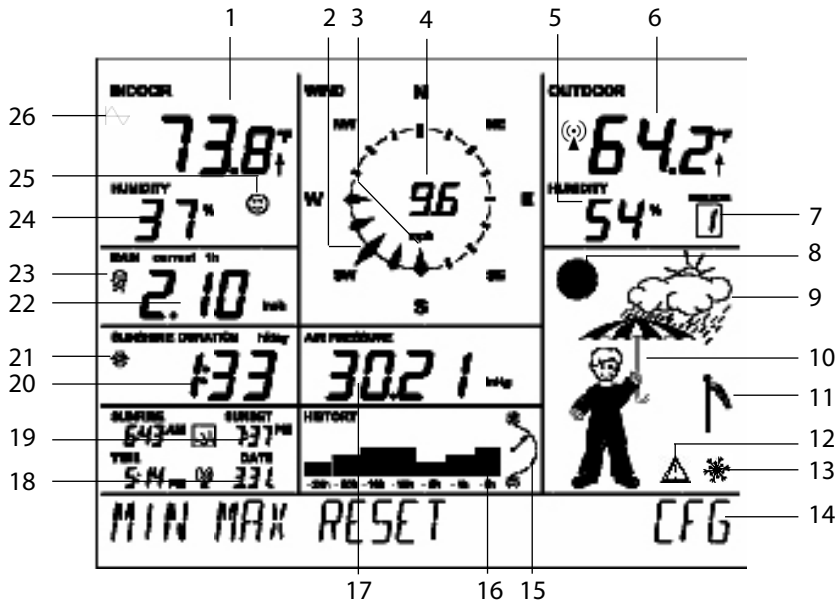 1 2 3 4 5 6
INDOOR WIND N OUTDOOR
26 73.8°F NW NE 64.2°F
25 HUMIDITY W 9.6 E HUMIDITY
24 37% mph 54% 1 7
RAIN current 1h SW SE 8
23 2.10 inch S 9
22
SUNSHINE DURATION h/day AIR PRESSURE
21 1:33 30.21 inHg 10
20 11
SUNRISE SUNSET HISTORY 12
19 6:43 AM 7:37 PM
TIME DATE 13
18 5:14 PM 3.31.
MIN MAX RESET CFG 14
17 16 15